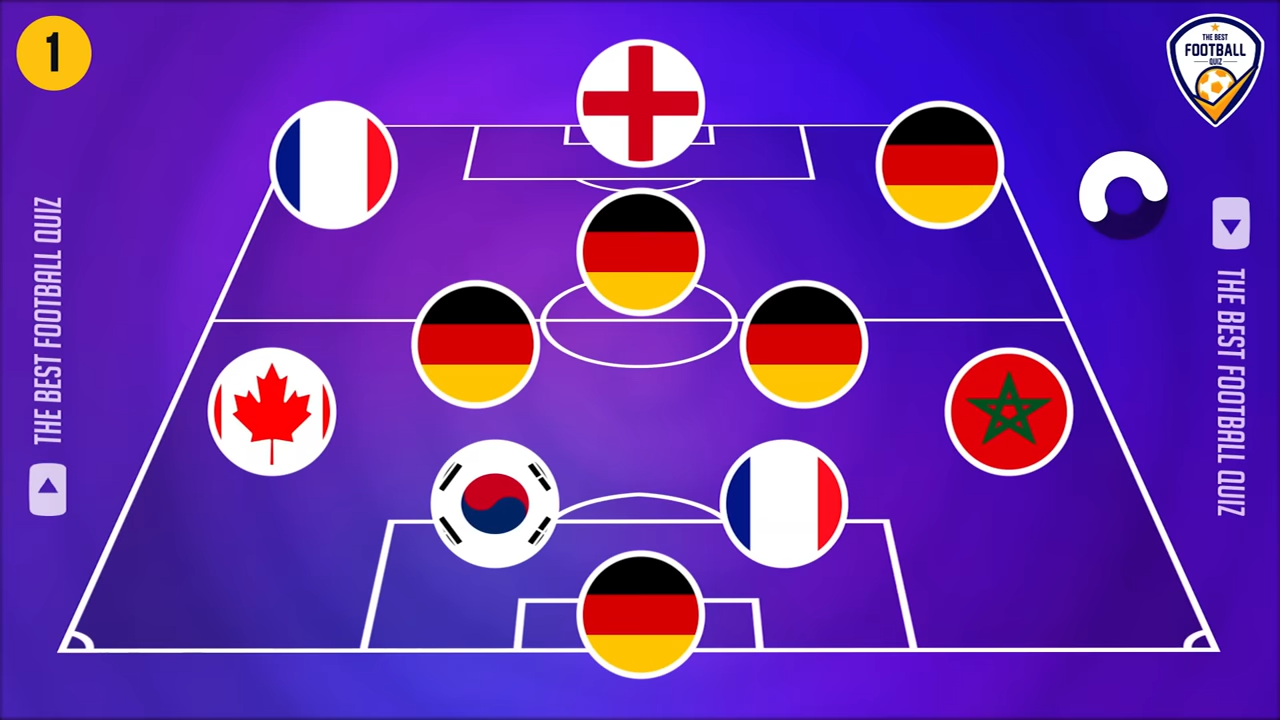 1
THE BEST
FOOTBALL
QUIZ
THE BEST FOOTBALL QUIZ
THE BEST FOOTBALL QUIZ